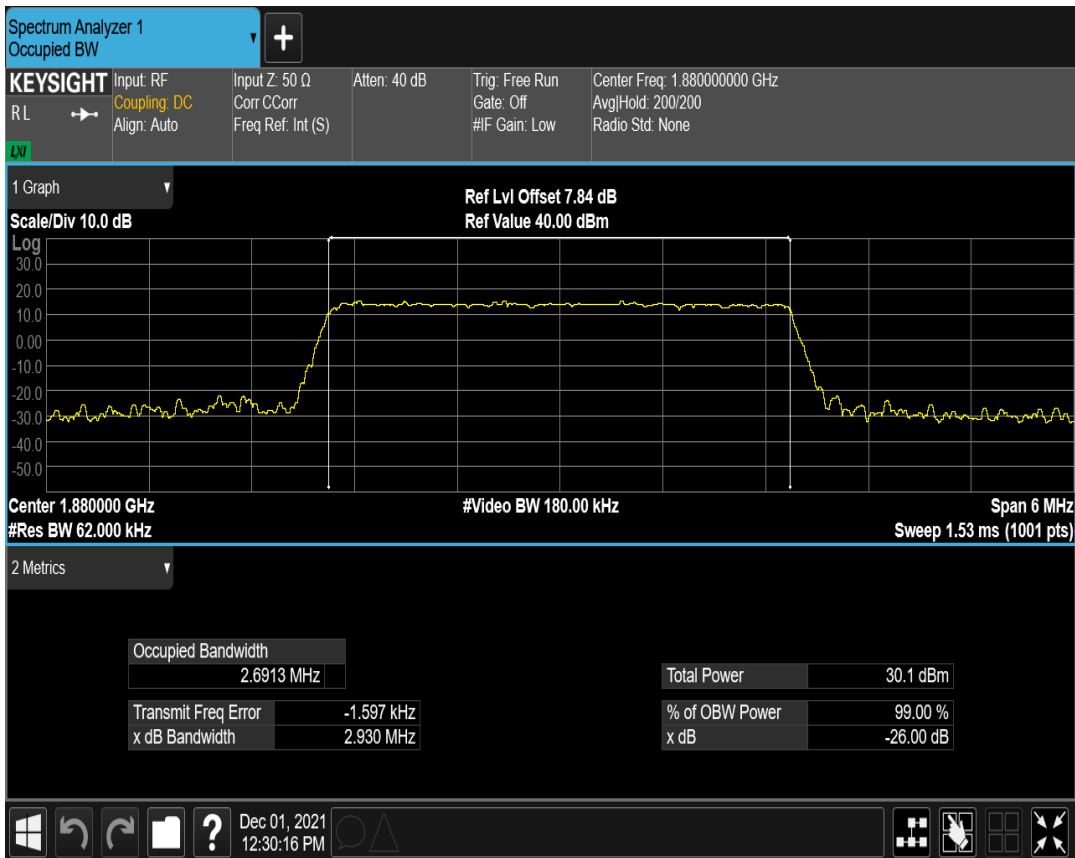 Spectrum Analyzer 1
Occupied BW
+
KEYSIGHT
R L
LXI
Input: RF
Coupling: DC
Align: Auto
Input Z: 50 Ω
Corr CCorr
Freq Ref: Int (S)
Atten: 40 dB
Trig: Free Run
Gate: Off
#IF Gain: Low
Center Freq: 1.880000000 GHz
Avg|Hold: 200/200
Radio Std: None
1 Graph
Scale/Div 10.0 dB
Ref Lvl Offset 7.84 dB
Ref Value 40.00 dBm
Log
30.0
20.0
10.0
0.00
-10.0
-20.0
-30.0
-40.0
-50.0
Center 1.880000 GHz
#Video BW 180.00 kHz
Span 6 MHz
#Res BW 62.000 kHz
Sweep 1.53 ms (1001 pts)
2 Metrics
Occupied Bandwidth
2.6913 MHz
Total Power 30.1 dBm
Transmit Freq Error -1.597 kHz
% of OBW Power 99.00 %
x dB Bandwidth 2.930 MHz
x dB -26.00 dB
?
Dec 01, 2021
12:30:16 PM